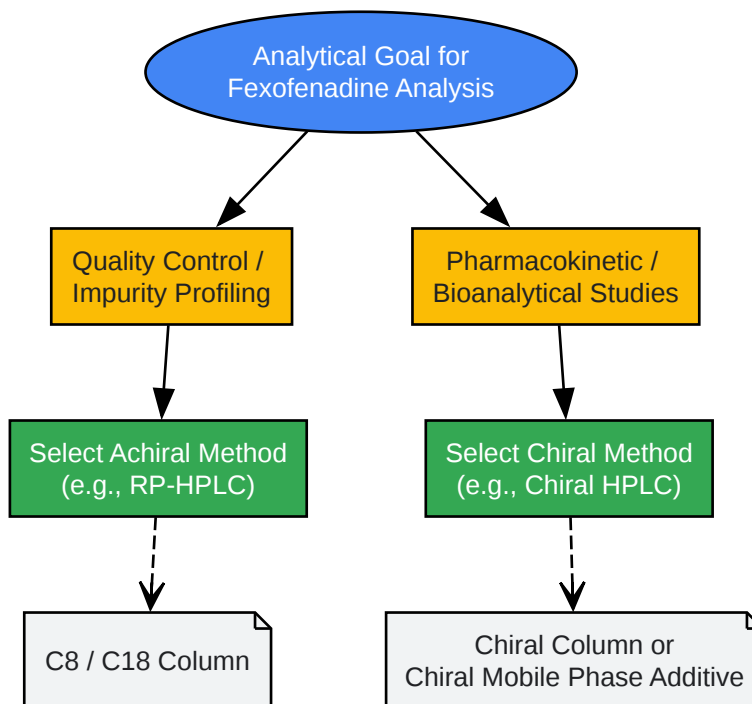 Analytical Goal for
Fexofenadine Analysis
Quality Control /
Impurity Profiling
Pharmacokinetic /
Bioanalytical Studies
Select Achiral Method
(e.g., RP-HPLC)
Select Chiral Method
(e.g., Chiral HPLC)
C8 / C18 Column
Chiral Column or
Chiral Mobile Phase Additive